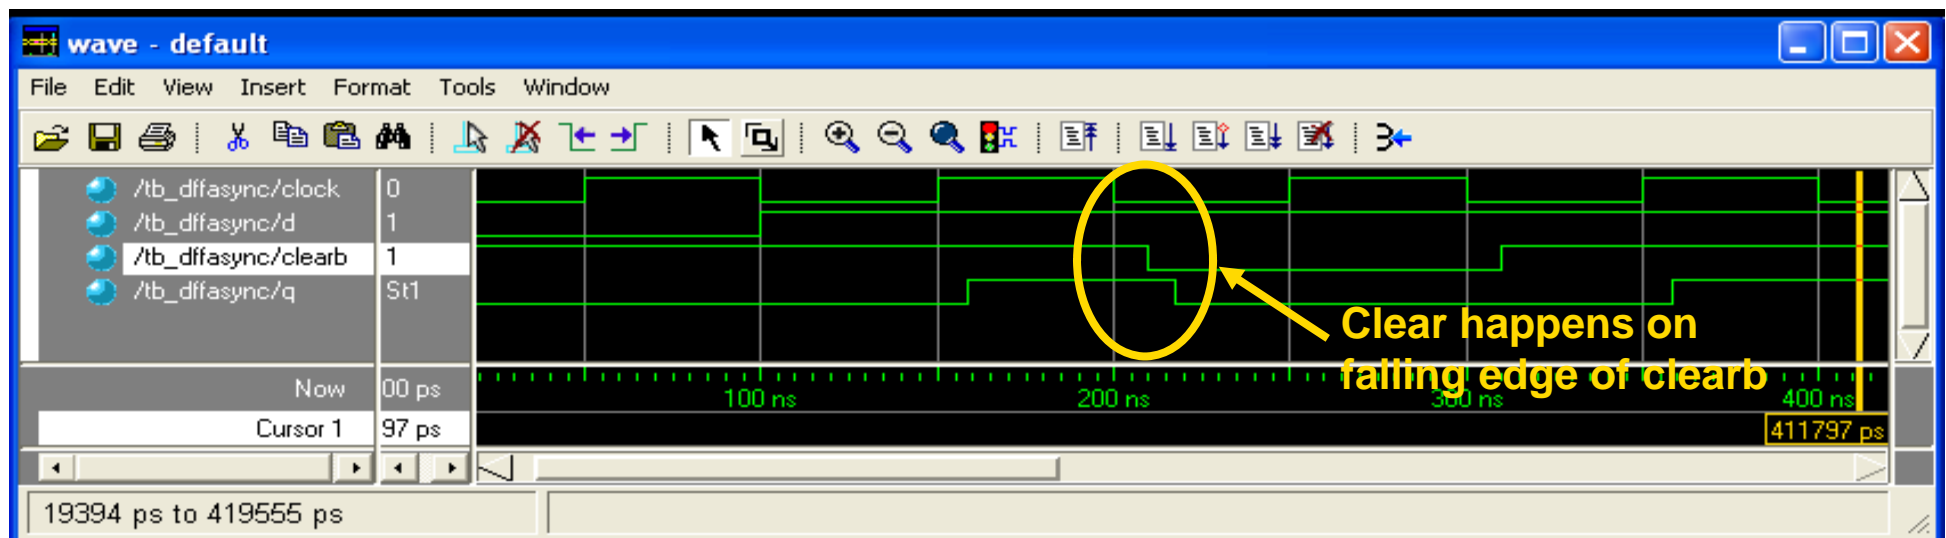 wave - default
File Edit View Insert Format Tools Window
/tb_dffasync/clock 0
/tb_dffasync/d 1
/tb_dffasync/clearb 1
/tb_dffasync/q St1
Clear happens on
falling edge of clearb
Now 00 ps
100 ns 200 ns 300 ns 400 ns
Cursor 1 97 ps
411797 ps
19394 ps to 419555 ps